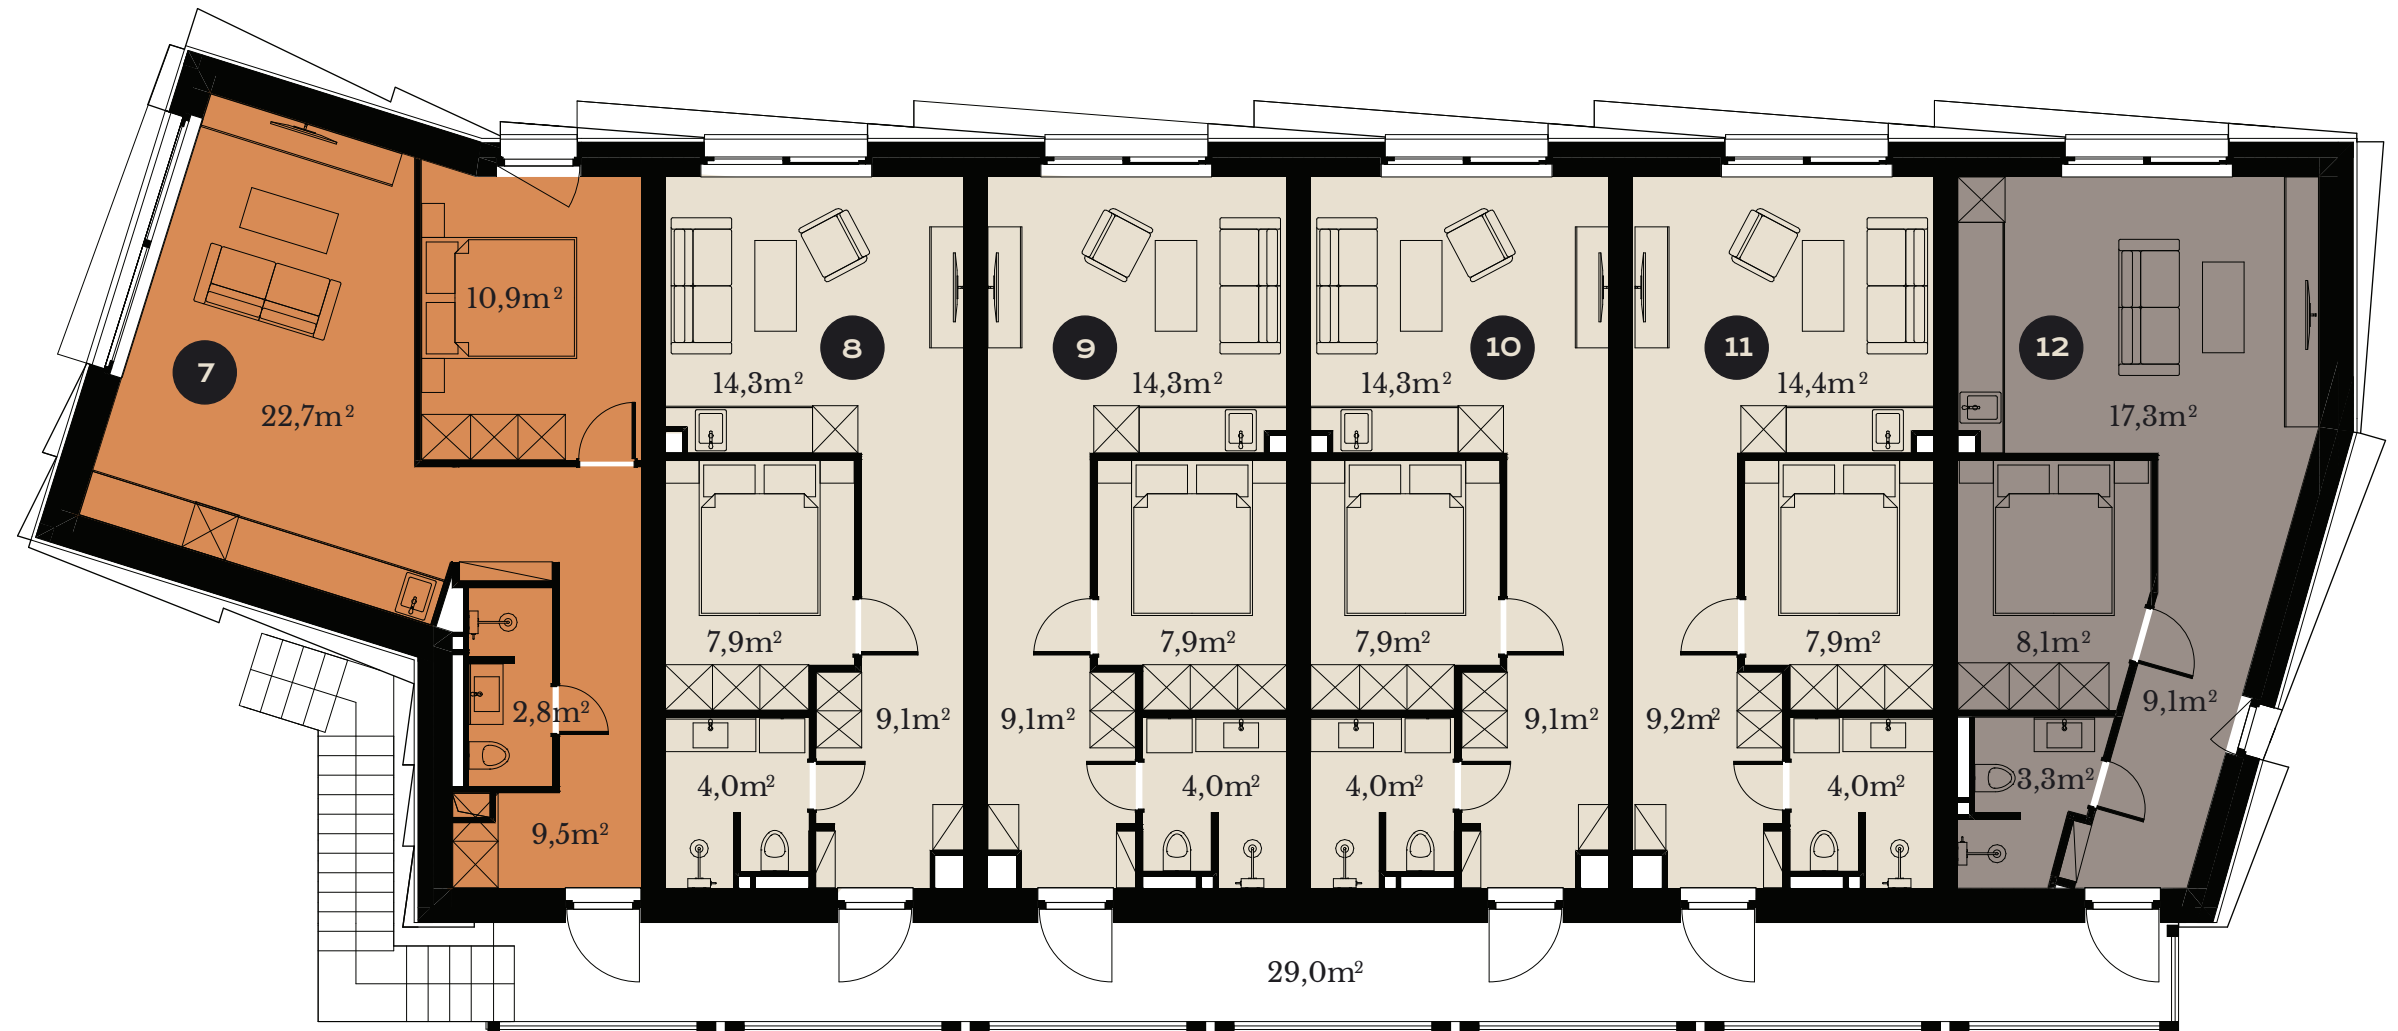 7
22,7m²
10,9m²
2,8m²
9,5m²
8
14,3m²
7,9m²
9,1m²
4,0m²
9
14,3m²
7,9m²
9,1m²
4,0m²
10
14,3m²
7,9m²
9,1m²
4,0m²
11
14,4m²
7,9m²
9,2m²
4,0m²
12
17,3m²
8,1m²
9,1m²
3,3m²
29,0m²